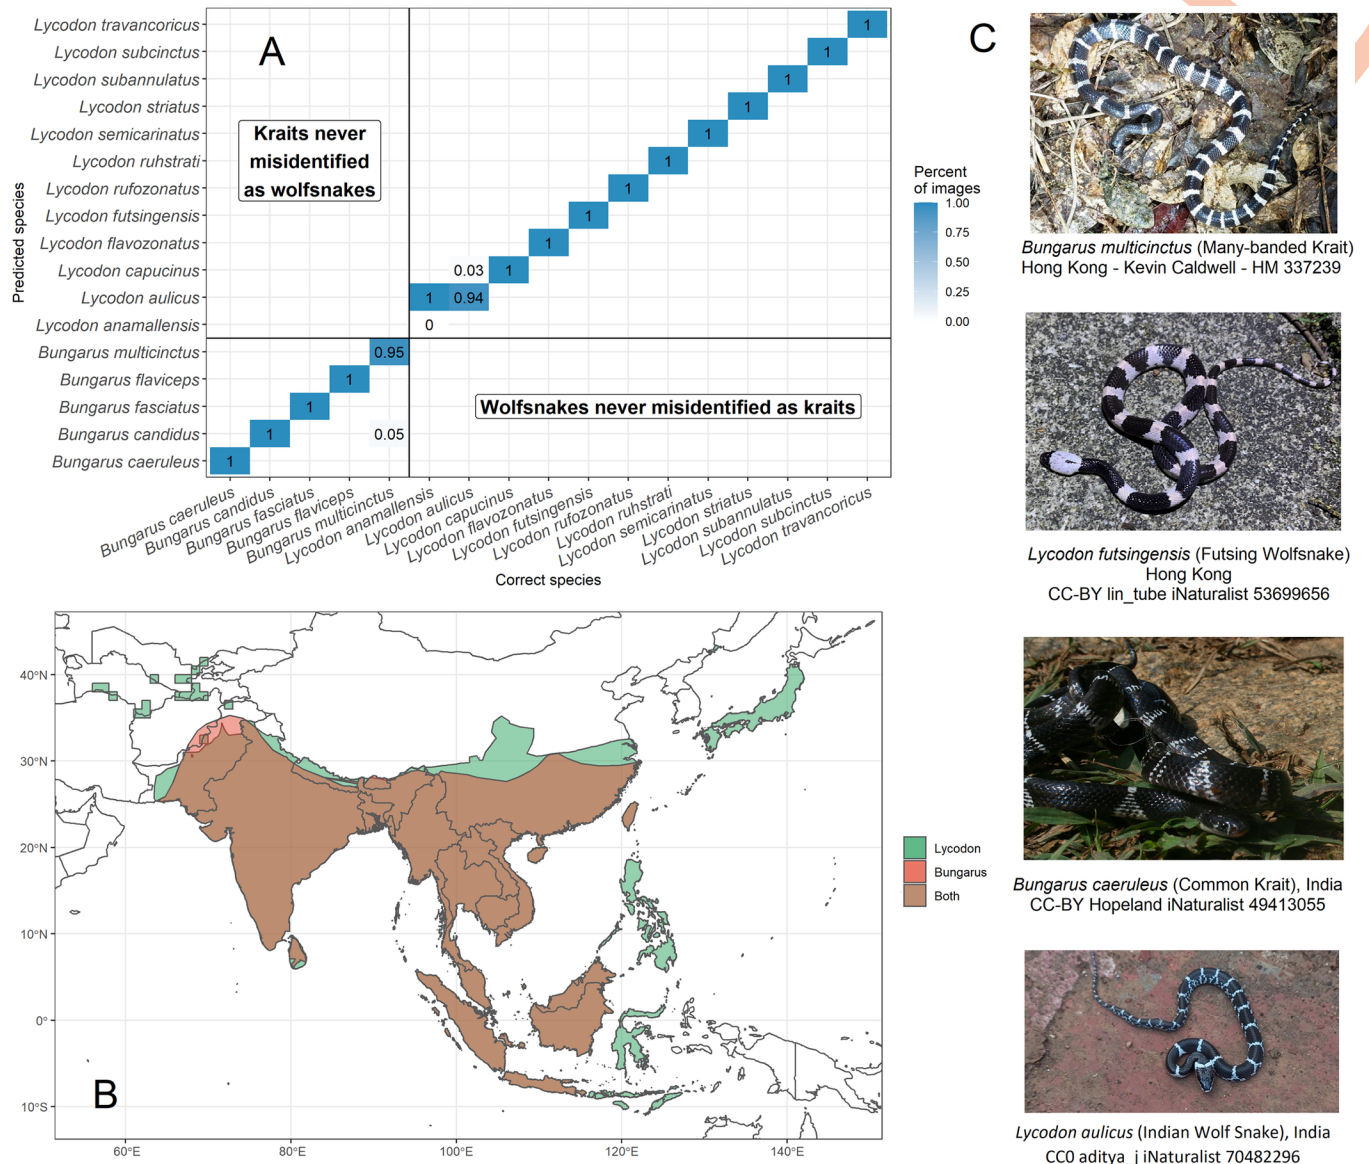 A
Predicted species
Lycodon travancoricus
Lycodon subcinctus
Lycodon subannulatus
Lycodon striatus
Lycodon semicarinatus
Lycodon ruhstrati
Lycodon rufozonatus
Lycodon futsingensis
Lycodon flavozonatus
Lycodon capucinus
Lycodon aulicus
Lycodon anamallensis
Bungarus multicinctus
Bungarus flaviceps
Bungarus fasciatus
Bungarus candidus
Bungarus caeruleus
Kraits never
misidentified
as wolfsnakes
Wolfsnakes never misidentified as kraits
1
1
1
1
1
1
1
1
1
0.03 1
1 0.94
0
0.95
1
1
1 0.05
1
Bungarus caeruleus
Bungarus candidus
Bungarus fasciatus
Bungarus flaviceps
Bungarus multicinctus
Lycodon anamallensis
Lycodon aulicus
Lycodon capucinus
Lycodon flavozonatus
Lycodon futsingensis
Lycodon rufozonatus
Lycodon ruhstrati
Lycodon semicarinatus
Lycodon striatus
Lycodon subannulatus
Lycodon subcinctus
Lycodon travancoricus
Correct species
Percent
of images
1.00
0.75
0.50
0.25
0.00
B
40°N
30°N
20°N
10°N
0°
10°S
60°E 80°E 100°E 120°E 140°E
Lycodon
Bungarus
Both
C
Bungarus multicinctus (Many-banded Krait)
Hong Kong - Kevin Caldwell - HM 337239
Lycodon futsingensis (Futsing Wolfsnake)
Hong Kong
CC-BY lin_tube iNaturalist 53699656
Bungarus caeruleus (Common Krait), India
CC-BY Hopeland iNaturalist 49413055
Lycodon aulicus (Indian Wolf Snake), India
CC0 aditya_j iNaturalist 70482296